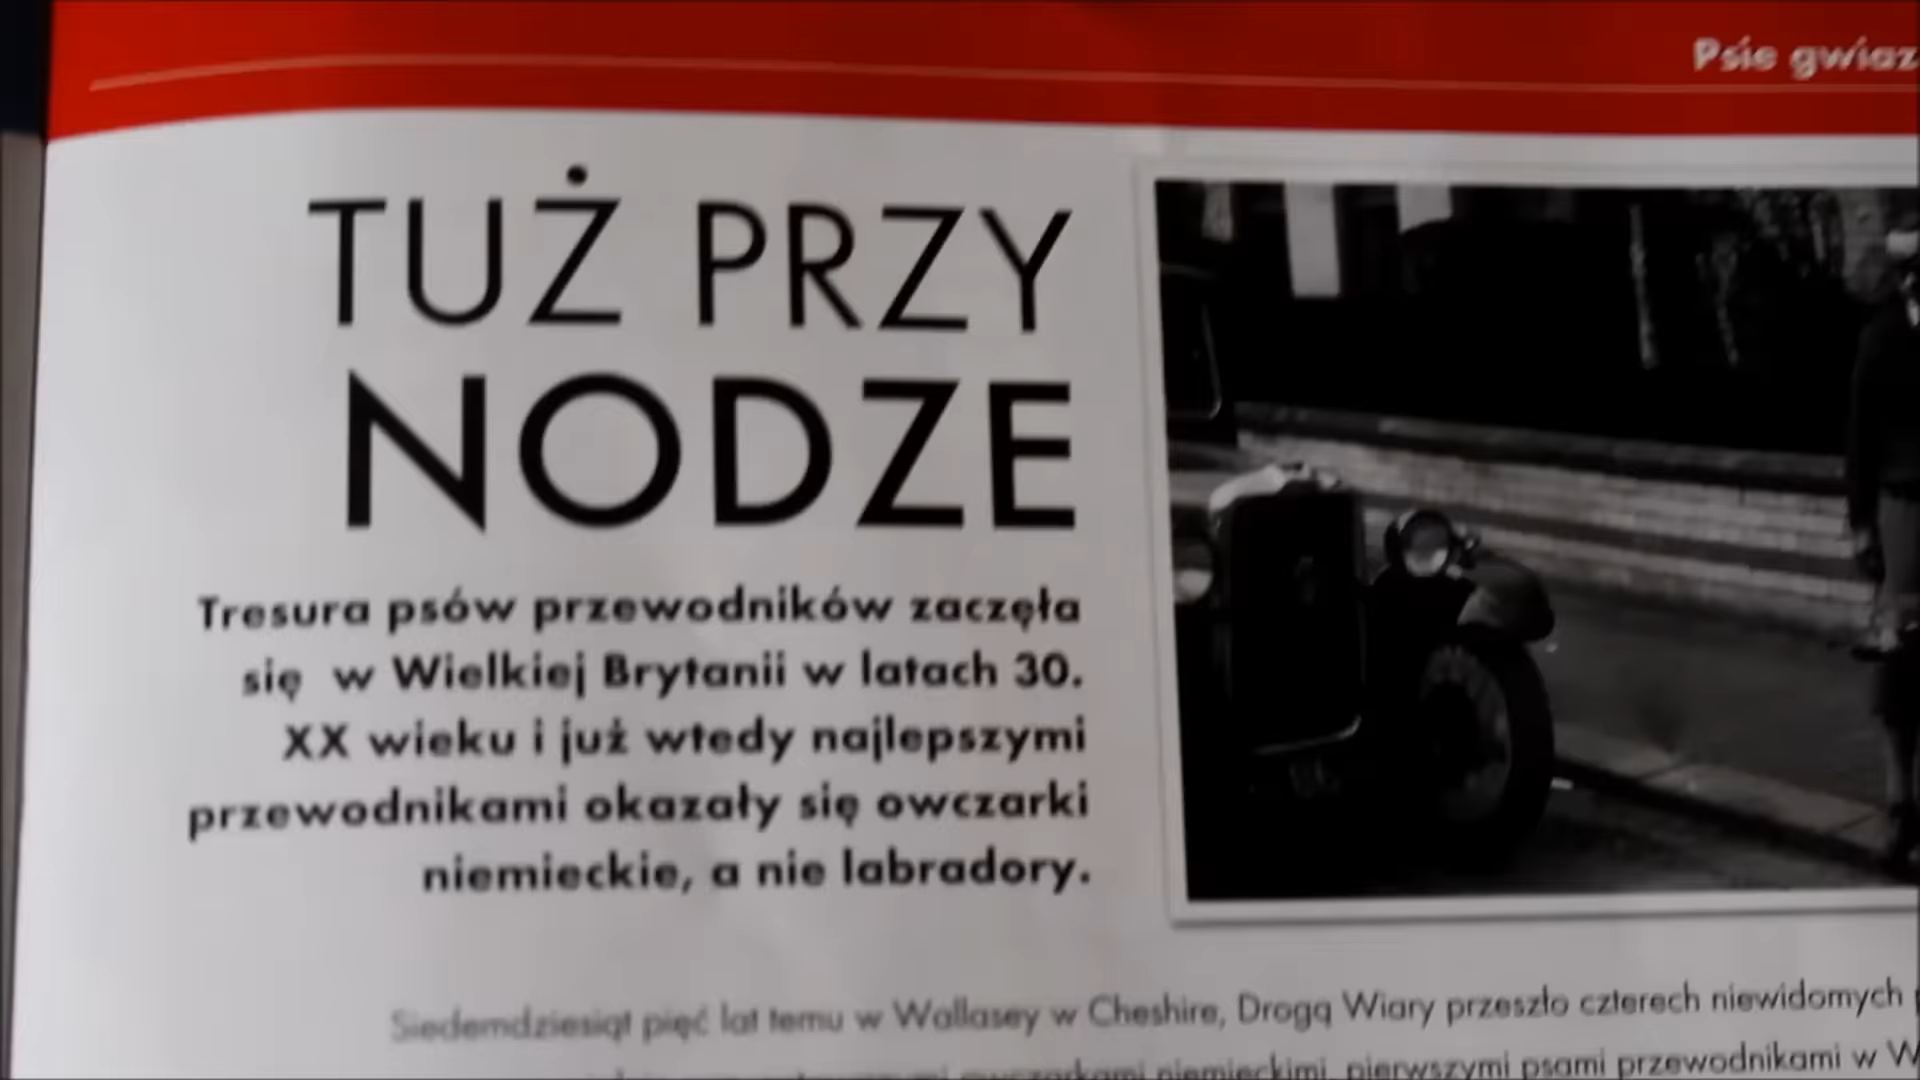 Psie gwiaz
TUŻ PRZY
NODZE
Tresura psów przewodników zaczęła
się w Wielkiej Brytanii w latach 30.
XX wieku i już wtedy najlepszymi
przewodnikami okazały się owczarki
niemieckie, a nie labradory.
Siedemdziesiąt pięć lat temu w Wallasey w Cheshire, Drogą Wiary przeszło czterech niewidomych
owczarkami niemieckimi, pierwszymi psami przewodnikami w W